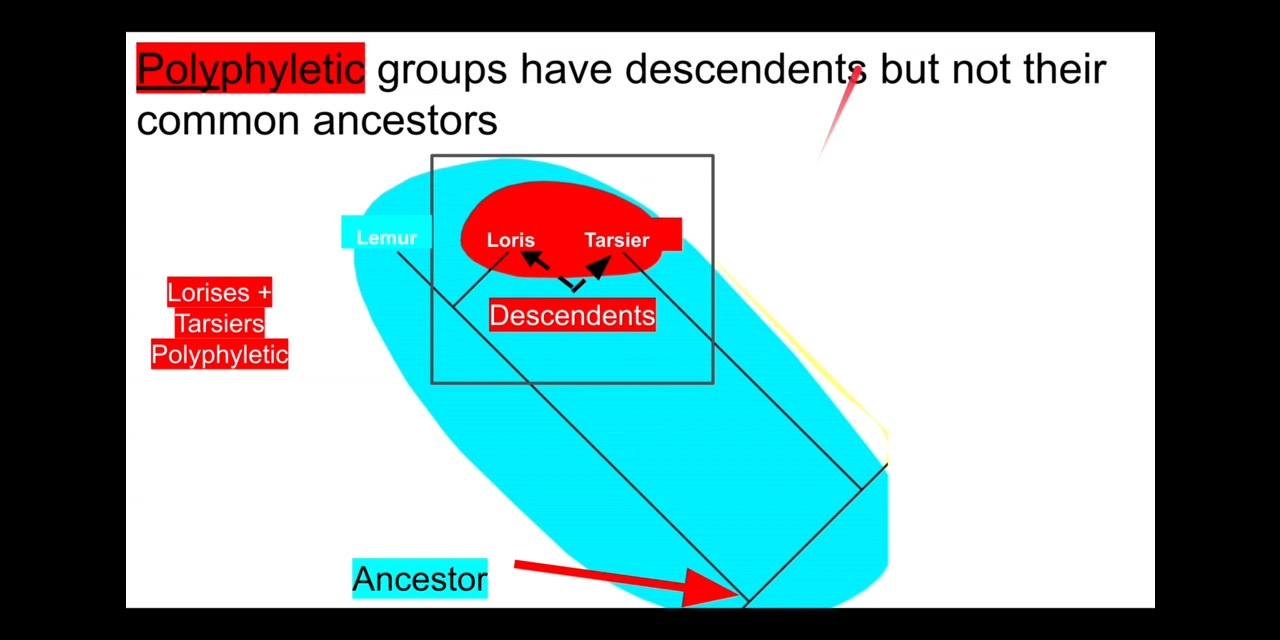 Polyphyletic groups have descendents but not their
common ancestors
Lemur
Loris
Tarsier
Lorises +
Tarsiers
Polyphyletic
Descendents
Ancestor